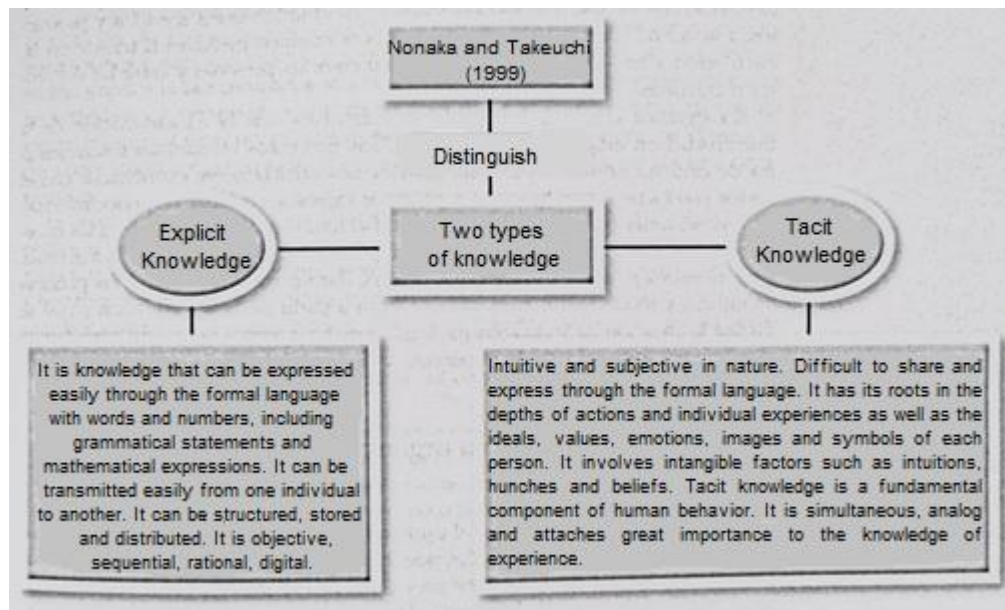 Nonaka and Takeuchi
(1999)
Distinguish
Two types
of knowledge
Explicit
Knowledge
Tacit
Knowledge
It is knowledge that can be expressed
easily through the formal language
with words and numbers, including
grammatical statements and
mathematical expressions. It can be
transmitted easily from one individual
to another. It can be structured, stored
and distributed. It is objective,
sequential, rational, digital.
Intuitive and subjective in nature. Difficult to share and
express through the formal language. It has its roots in the
depths of actions and individual experiences as well as the
ideals, values, emotions, images and symbols of each
person. It involves intangible factors such as intuitions,
hunches and beliefs. Tacit knowledge is a fundamental
component of human behavior. It is simultaneous, analog
and attaches great importance to the knowledge of
experience.